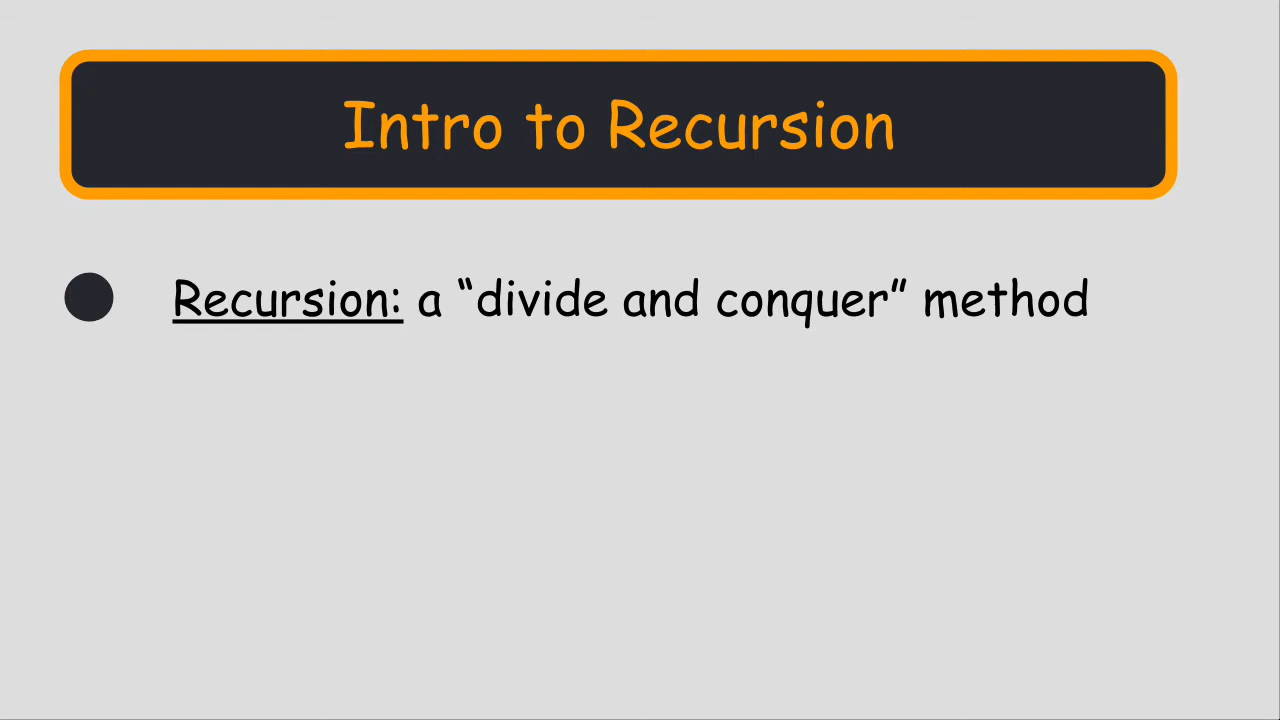 Intro to Recursion
Recursion: a “divide and conquer” method